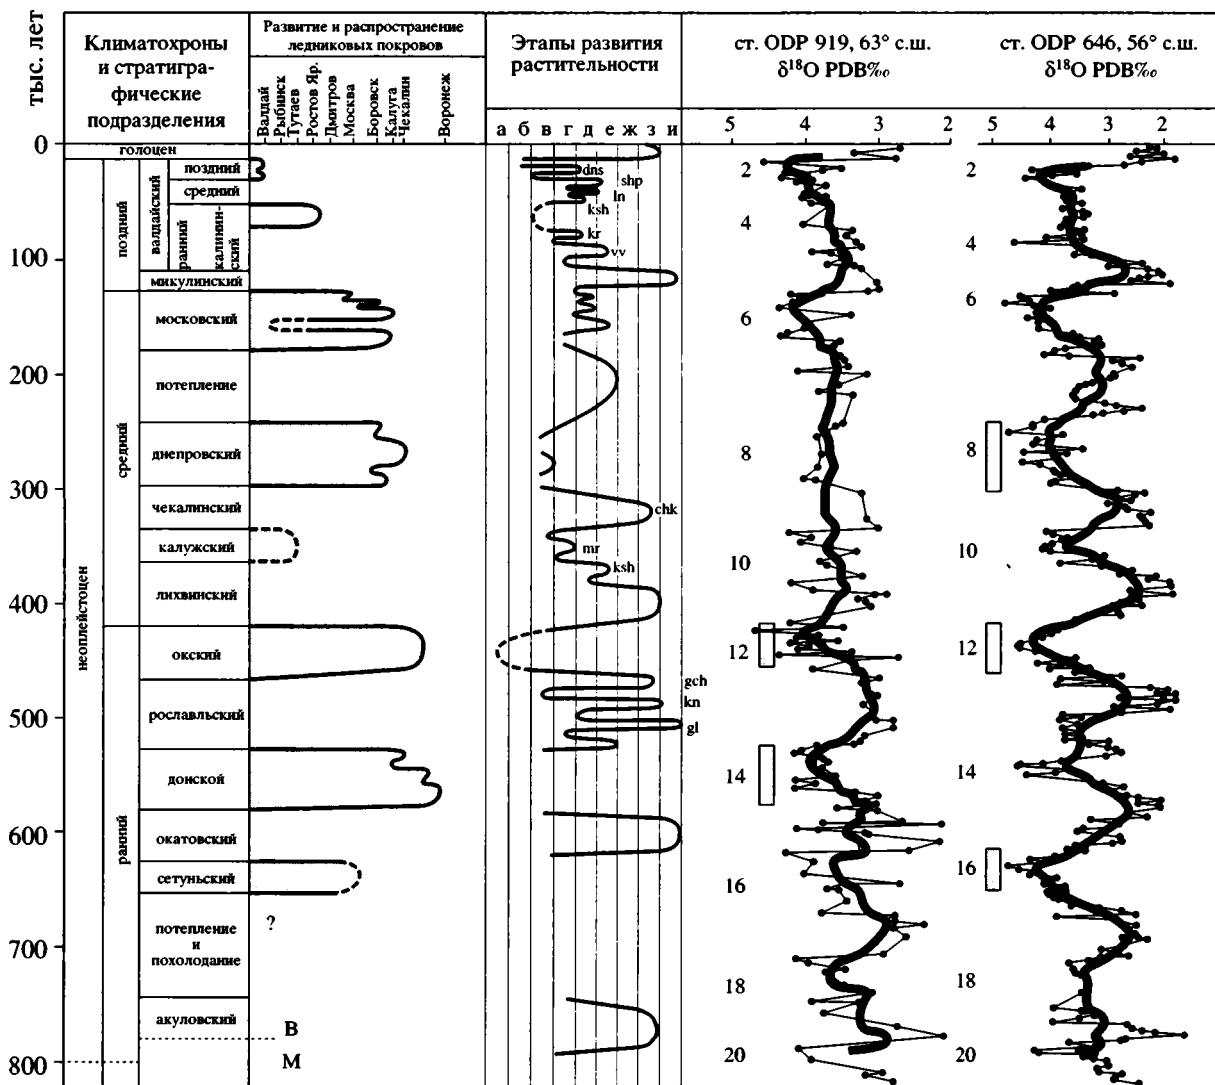 тыс. лет
Климатохроны
и стратигра-
фические
подразделения
Развитие и распространение
ледниковых покровов
Валдай
Рыбинск
Тутаев
Ростов Яр.
Дмитров
Москва
Боровск
Калуга
Чекалин
Воронеж
Этапы развития
растительности
а б в г д е ж з и
ст. ODP 919, 63° с.ш.
δ¹⁸O PDB‰
5 4 3 2
ст. ODP 646, 56° с.ш.
δ¹⁸O PDB‰
5 4 3 2
0
100
200
300
400
500
600
700
800
неоплейстоцен
поздний
средний
ранний
валдайский
ранний
калинин-
ский
голоцен
поздний
средний
микулинский
московский
потепление
днепровский
чекалинский
калужский
лихвинский
окский
рославльский
донской
окатовский
сетуньский
потепление
и
похолодание
акуловский
?
В
М
dns
shp
ln
ksh
kr
vv
chk
mr
ksh
gch
kn
gl
2
4
6
8
10
12
14
16
18
20
2
4
6
8
10
12
14
16
18
20